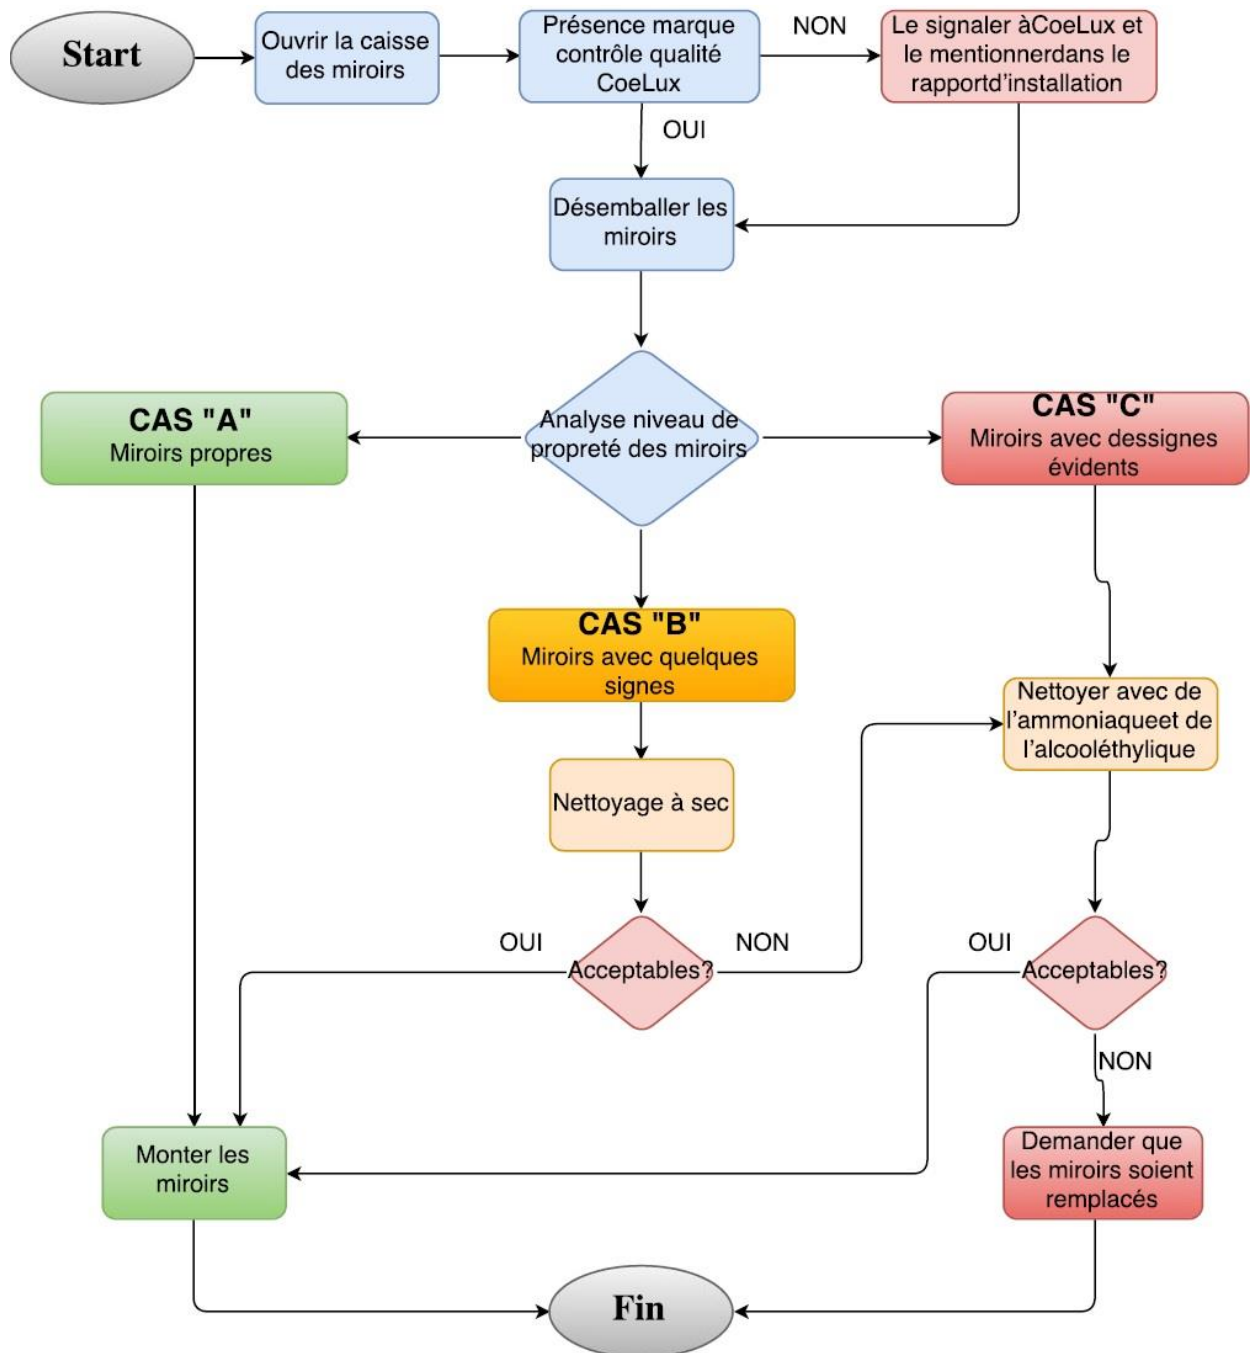 Start
Ouvrir la caisse
des miroirs
Présence marque
contrôle qualité
CoeLux
NON
Le signaler àCoeLux et
le mentionnerdans le
rapportd'installation
OUI
Désemballer les
miroirs
Analyse niveau de
propreté des miroirs
CAS "A"
Miroirs propres
CAS "C"
Miroirs avec dessignes
évidents
CAS "B"
Miroirs avec quelques
signes
Nettoyer avec de
l'ammoniaqueet de
l'alcooléthylique
Nettoyage à sec
OUI
Acceptables?
NON
OUI
Acceptables?
NON
Monter les
miroirs
Demander que
les miroirs soient
remplacés
Fin